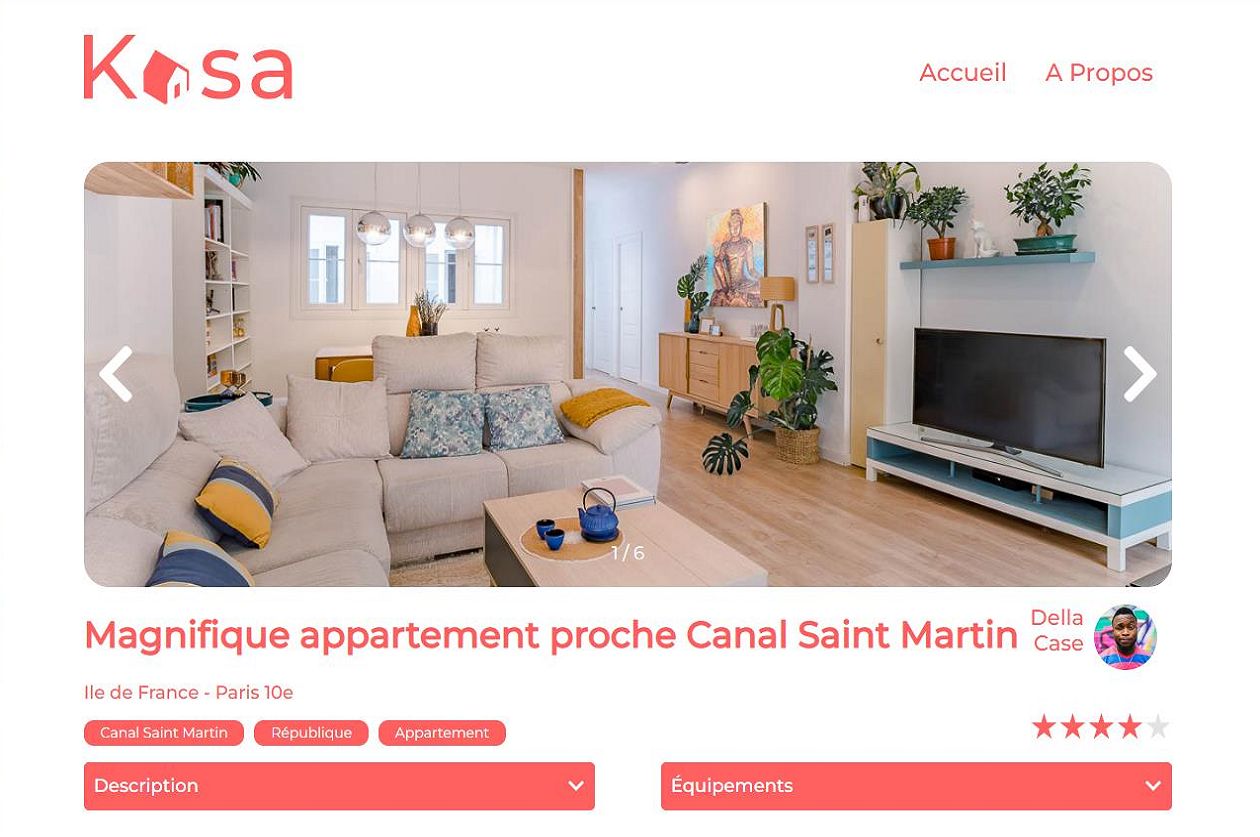 Kasa
Accueil
A Propos
1 / 6
Magnifique appartement proche Canal Saint Martin
Della
Case
Ile de France - Paris 10e
Canal Saint Martin
République
Appartement
Description
Équipements